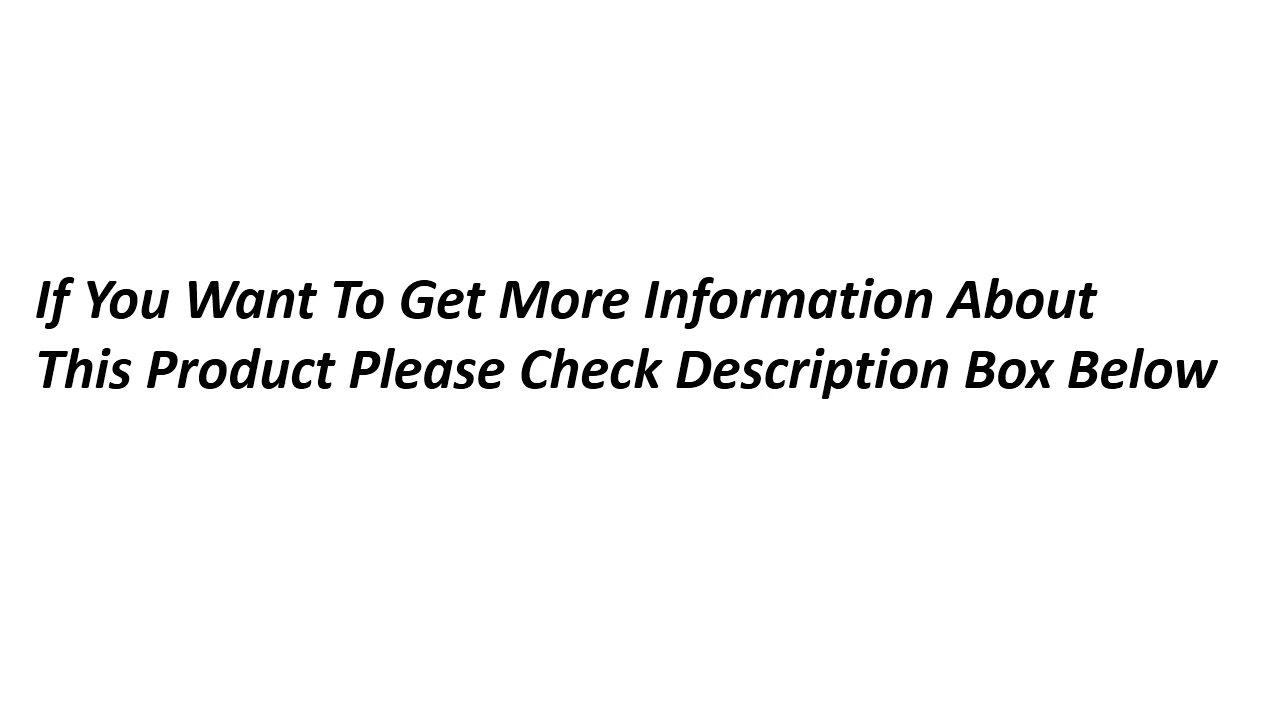 If You Want To Get More Information About
This Product Please Check Description Box Below